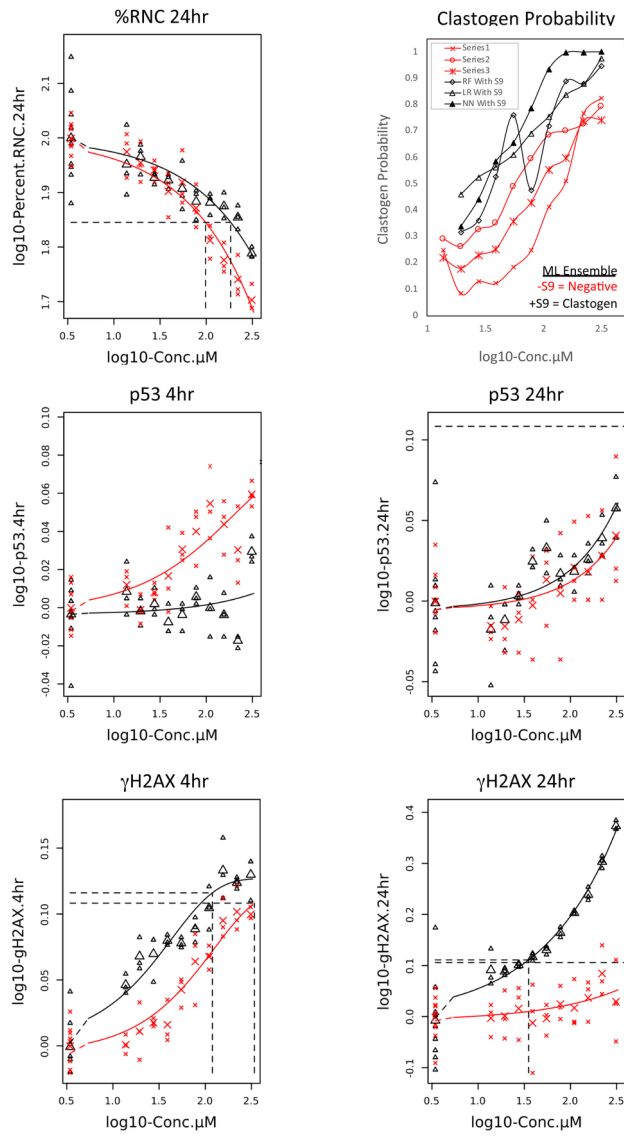 %RNC 24hr
log10-Percent.RNC.24hr
2.1
2.0
1.9
1.8
1.7
0.5 1.0 1.5 2.0 2.5
log10-Conc.µM
Clastogen Probability
Clastogen Probability
1
0.9
0.8
0.7
0.6
0.5
0.4
0.3
0.2
0.1
0
Series1
Series2
Series3
RF With S9
LR With S9
NN With S9
ML Ensemble
-S9 = Negative
+S9 = Clastogen
1 1.5 2 2.5
log10-Conc.µM
p53 4hr
log10-p53.4hr
0.10
0.08
0.06
0.04
0.02
0.00
-0.02
-0.04
0.5 1.0 1.5 2.0 2.5
log10-Conc.µM
p53 24hr
log10-p53.24hr
0.10
0.05
0.00
-0.05
0.5 1.0 1.5 2.0 2.5
log10-Conc.µM
γH2AX 4hr
log10-gH2AX.4hr
0.15
0.10
0.05
0.00
0.5 1.0 1.5 2.0 2.5
log10-Conc.µM
γH2AX 24hr
log10-gH2AX.24hr
0.4
0.3
0.2
0.1
0.0
-0.1
0.5 1.0 1.5 2.0 2.5
log10-Conc.µM